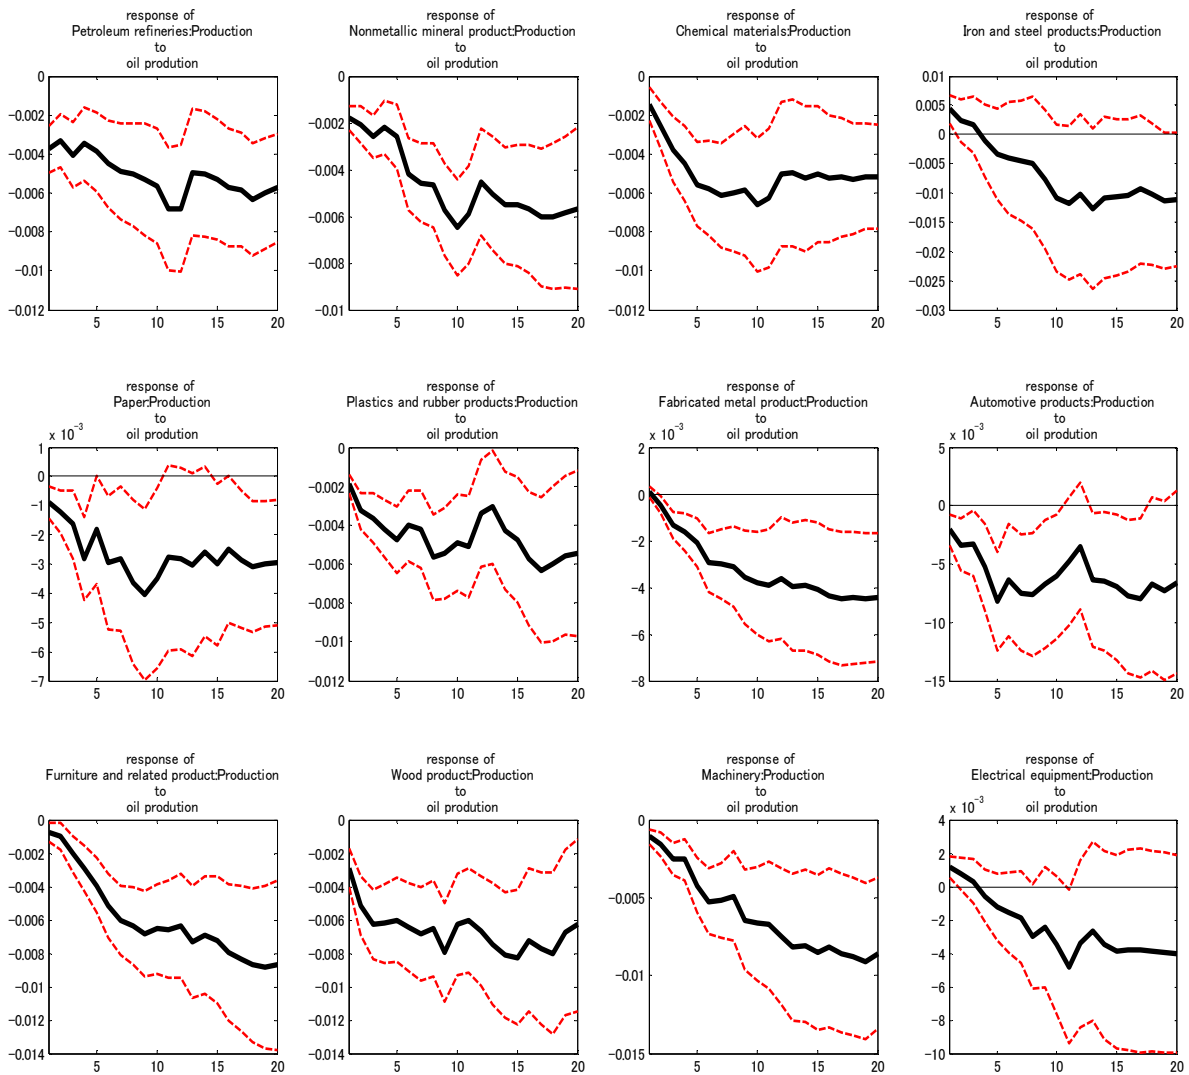 response of
Petroleum refineries:Production
to
oil prodution
0
-0.002
-0.004
-0.006
-0.008
-0.01
-0.012
5 10 15 20
response of
Nonmetallic mineral product:Production
to
oil prodution
0
-0.002
-0.004
-0.006
-0.008
-0.01
5 10 15 20
response of
Chemical materials:Production
to
oil prodution
0
-0.002
-0.004
-0.006
-0.008
-0.01
-0.012
5 10 15 20
response of
Iron and steel products:Production
to
oil prodution
0.01
0.005
0
-0.005
-0.01
-0.015
-0.02
-0.025
-0.03
5 10 15 20
response of
Paper:Production
to
oil prodution
x 10^-3
1
0
-1
-2
-3
-4
-5
-6
-7
5 10 15 20
response of
Plastics and rubber products:Production
to
oil prodution
0
-0.002
-0.004
-0.006
-0.008
-0.01
-0.012
5 10 15 20
response of
Fabricated metal product:Production
to
oil prodution
x 10^-3
2
0
-2
-4
-6
-8
5 10 15 20
response of
Automotive products:Production
to
oil prodution
x 10^-3
5
0
-5
-10
-15
5 10 15 20
response of
Furniture and related product:Production
to
oil prodution
0
-0.002
-0.004
-0.006
-0.008
-0.01
-0.012
-0.014
5 10 15 20
response of
Wood product:Production
to
oil prodution
0
-0.002
-0.004
-0.006
-0.008
-0.01
-0.012
-0.014
5 10 15 20
response of
Machinery:Production
to
oil prodution
0
-0.005
-0.01
-0.015
5 10 15 20
response of
Electrical equipment:Production
to
oil prodution
x 10^-3
4
2
0
-2
-4
-6
-8
-10
5 10 15 20